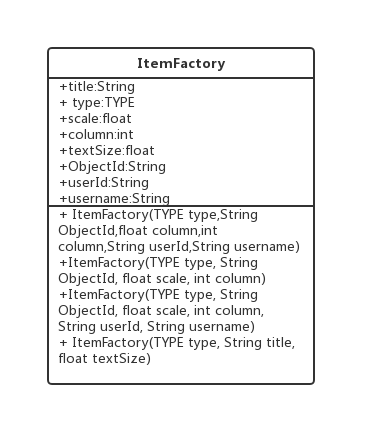 ItemFactory
+title:String
+ type:TYPE
+scale:float
+column:int
+textSize:float
+ObjectId:String
+userId:String
+username:String
+ ItemFactory(TYPE type,String
ObjectId,float column,int
column,String userId,String username)
+ItemFactory(TYPE type, String
ObjectId, float scale, int column)
+ItemFactory(TYPE type, String
ObjectId, float scale, int column,
String userId, String username)
+ ItemFactory(TYPE type, String title,
float textSize)